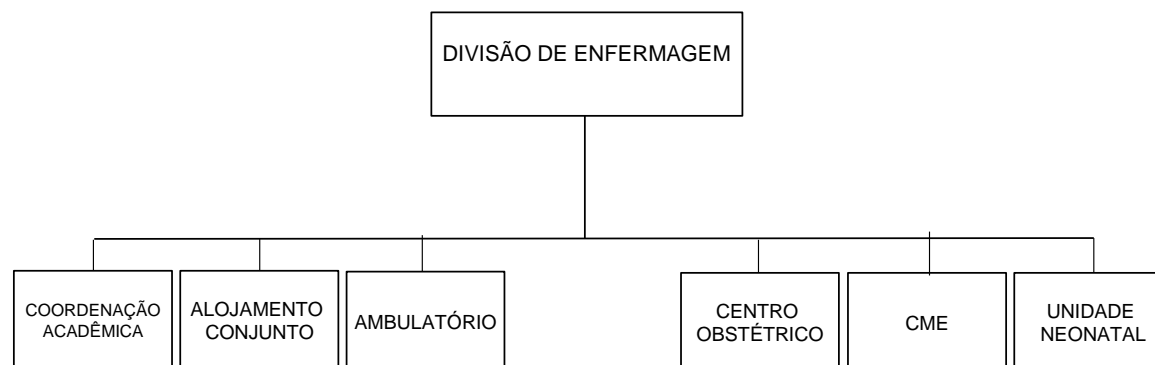 DIVISÃO DE ENFERMAGEM
COORDENAÇÃO
ACADÊMICA
ALOJAMENTO
CONJUNTO
AMBULATÓRIO
CENTRO
OBSTÉTRICO
CME
UNIDADE
NEONATAL